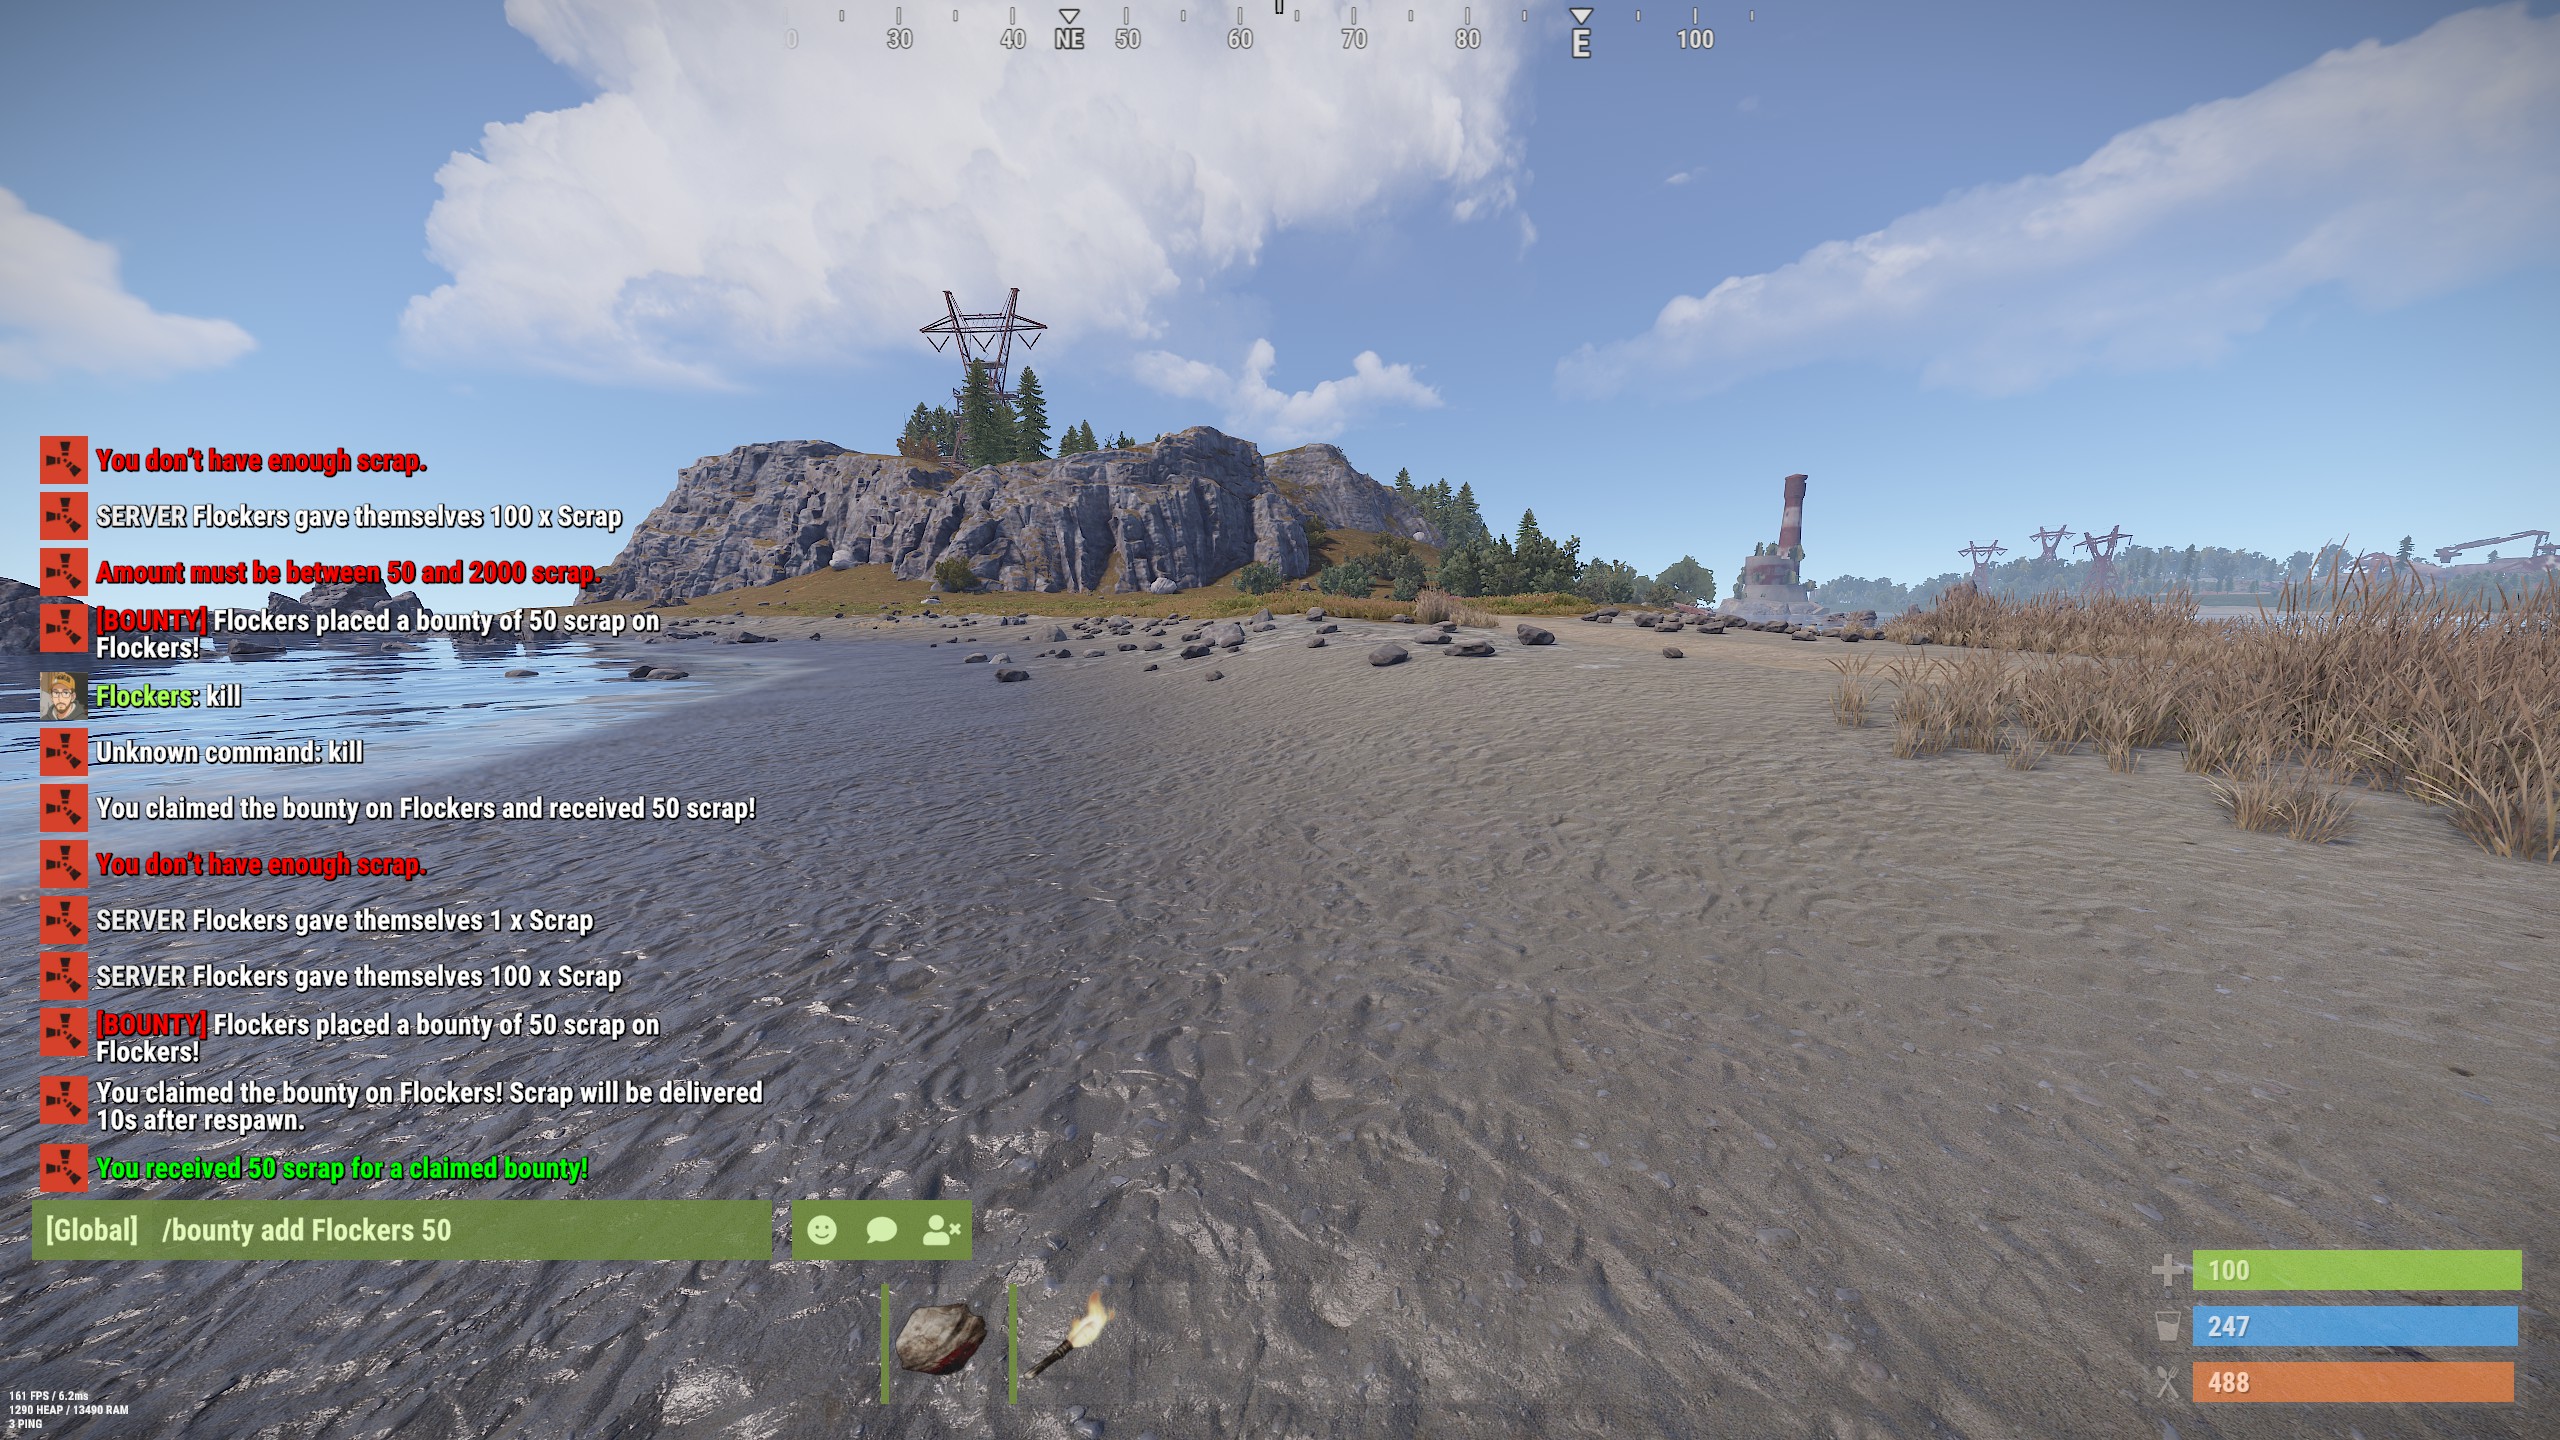 30 40 NE 50 60 70 80 E 100
You don't have enough scrap.
SERVER Flockers gave themselves 100 x Scrap
Amount must be between 50 and 2000 scrap.
[BOUNTY] Flockers placed a bounty of 50 scrap on
Flockers!
Flockers: kill
Unknown command: kill
You claimed the bounty on Flockers and received 50 scrap!
You don't have enough scrap.
SERVER Flockers gave themselves 1 x Scrap
SERVER Flockers gave themselves 100 x Scrap
[BOUNTY] Flockers placed a bounty of 50 scrap on
Flockers!
You claimed the bounty on Flockers! Scrap will be delivered
10s after respawn.
You received 50 scrap for a claimed bounty!
[Global] /bounty add Flockers 50
100
247
488
161 FPS / 6.2ms
1290 HEAP / 13490 RAM
3 PING